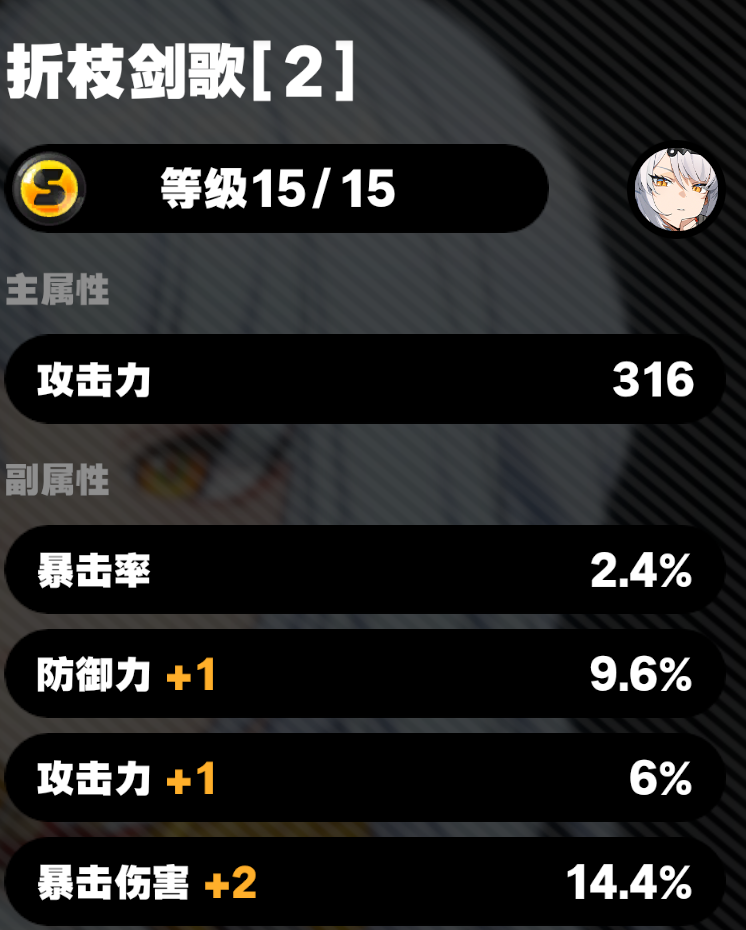 折枝剑歌[2]
S 等级15/15
主属性
攻击力 316
副属性
暴击率 2.4%
防御力 +1 9.6%
攻击力 +1 6%
暴击伤害 +2 14.4%